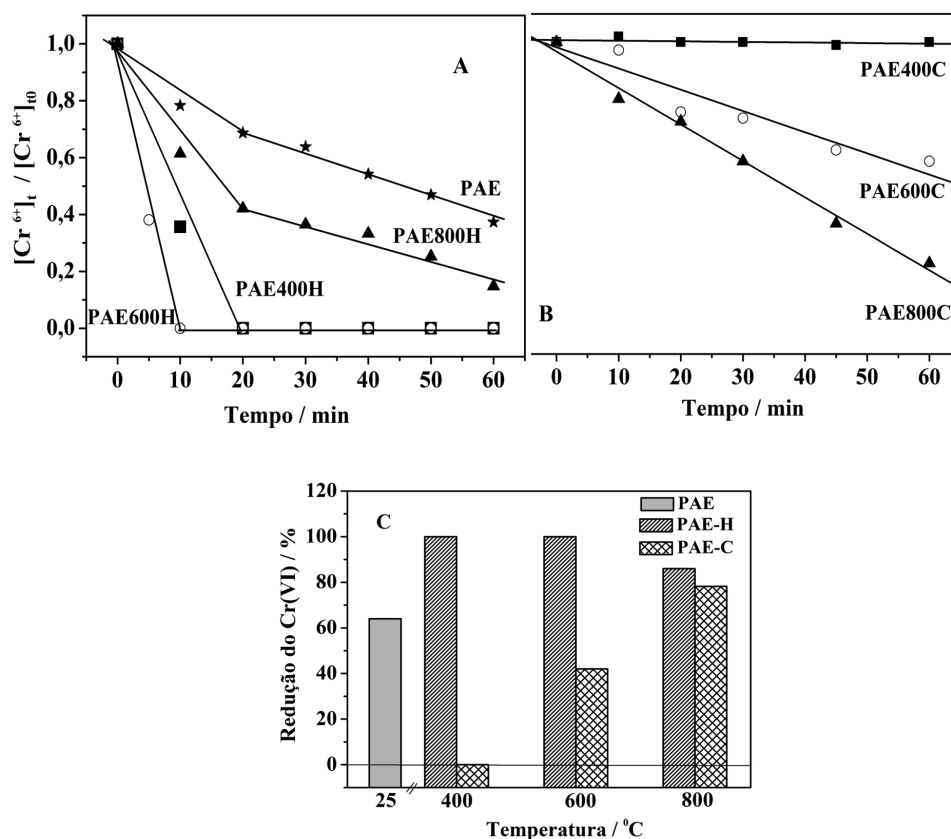 A
B
1,0
0,8
0,6
0,4
0,2
0,0
[Cr 6+]t / [Cr 6+]t0
PAE
PAE800H
PAE400H
PAE600H
0 10 20 30 40 50 60
Tempo / min
PAE400C
PAE600C
PAE800C
0 10 20 30 40 50 60
Tempo / min
C
PAE
PAE-H
PAE-C
120
100
80
60
40
20
0
Redução do Cr(VI) / %
25 400 600 800
Temperatura / 0C